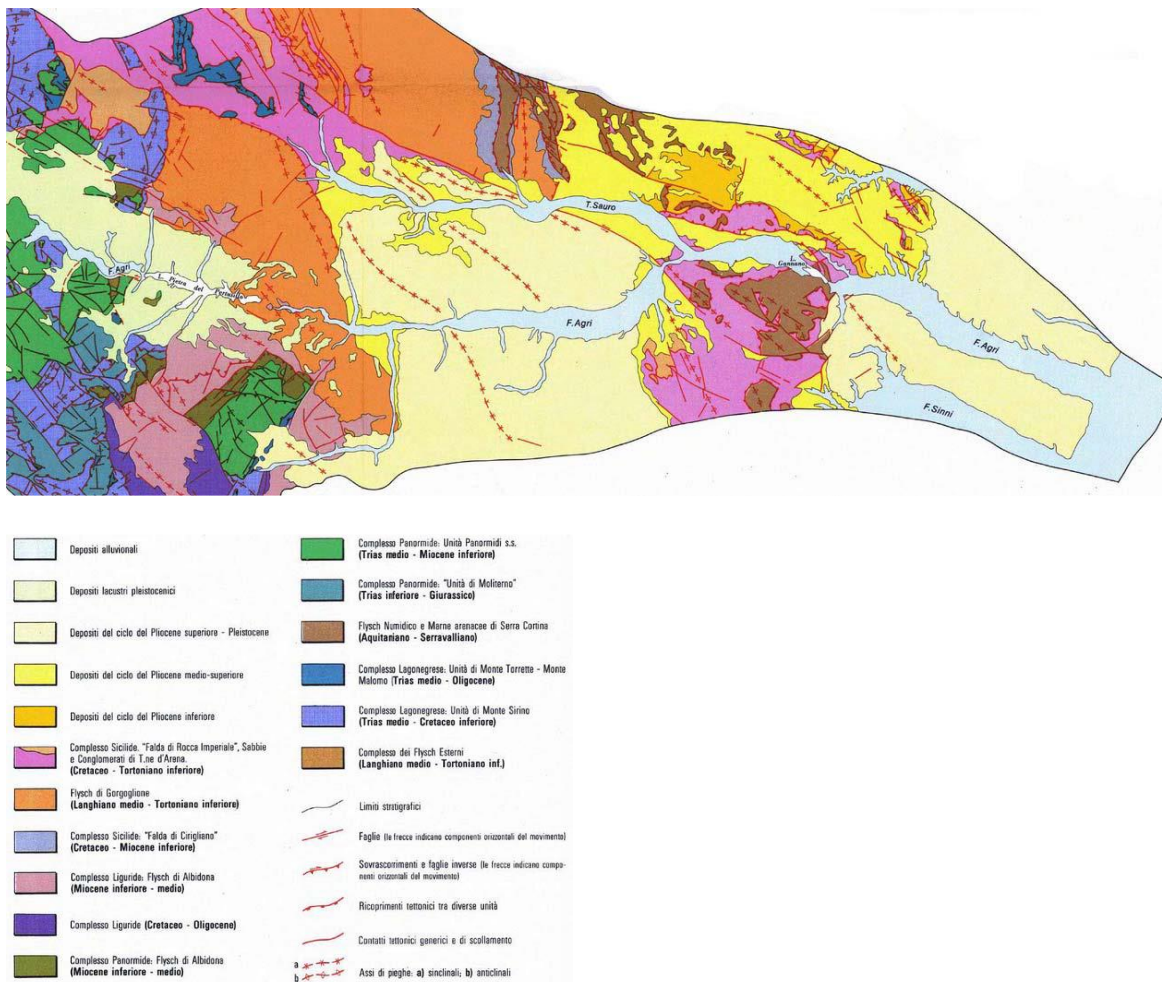 T. Sauro
F. Agri
L. Pietra del Pertusillo
L. Gannano
F. Agri
F. Agri
F. Sinni
Depositi alluvionali
Depositi lacustri pleistocenici
Depositi del ciclo del Pliocene superiore - Pleistocene
Depositi del ciclo del Pliocene medio-superiore
Depositi del ciclo del Pliocene inferiore
Complesso Sicilide. "Falda di Rocca Imperiale", Sabbie
e Conglomerati di T.ne d'Arena.
(Cretaceo - Tortoniano inferiore)
Flysch di Gorgoglione
(Langhiano medio - Tortoniano inferiore)
Complesso Sicilide: "Falda di Cirigliano"
(Cretaceo - Miocene inferiore)
Complesso Liguride: Flysch di Albidona
(Miocene inferiore - medio)
Complesso Liguride (Cretaceo - Oligocene)
Complesso Panormide: Flysch di Albidona
(Miocene inferiore - medio)
Complesso Panormide: Unità Panormidi s.s.
(Trias medio - Miocene inferiore)
Complesso Panormide: "Unità di Moliterno"
(Trias inferiore - Giurassico)
Flysch Numidico e Marne arenacee di Serra Cortina
(Aquitaniano - Serravalliano)
Complesso Lagonegrese: Unità di Monte Torrette - Monte
Malomo (Trias medio - Oligocene)
Complesso Lagonegrese: Unità di Monte Sirino
(Trias medio - Cretaceo inferiore)
Complesso dei Flysch Esterni
(Langhiano medio - Tortoniano inf.)
Limiti stratigrafici
Faglie (le frecce indicano componenti orizzontali del movimento)
Sovrascorrimenti e faglie inverse (le frecce indicano compo-
nenti orizzontali del movimento)
Ricoprimenti tettonici tra diverse unità
Contatti tettonici generici e di scollamento
a
b
Assi di pieghe: a) sinclinali; b) anticlinali